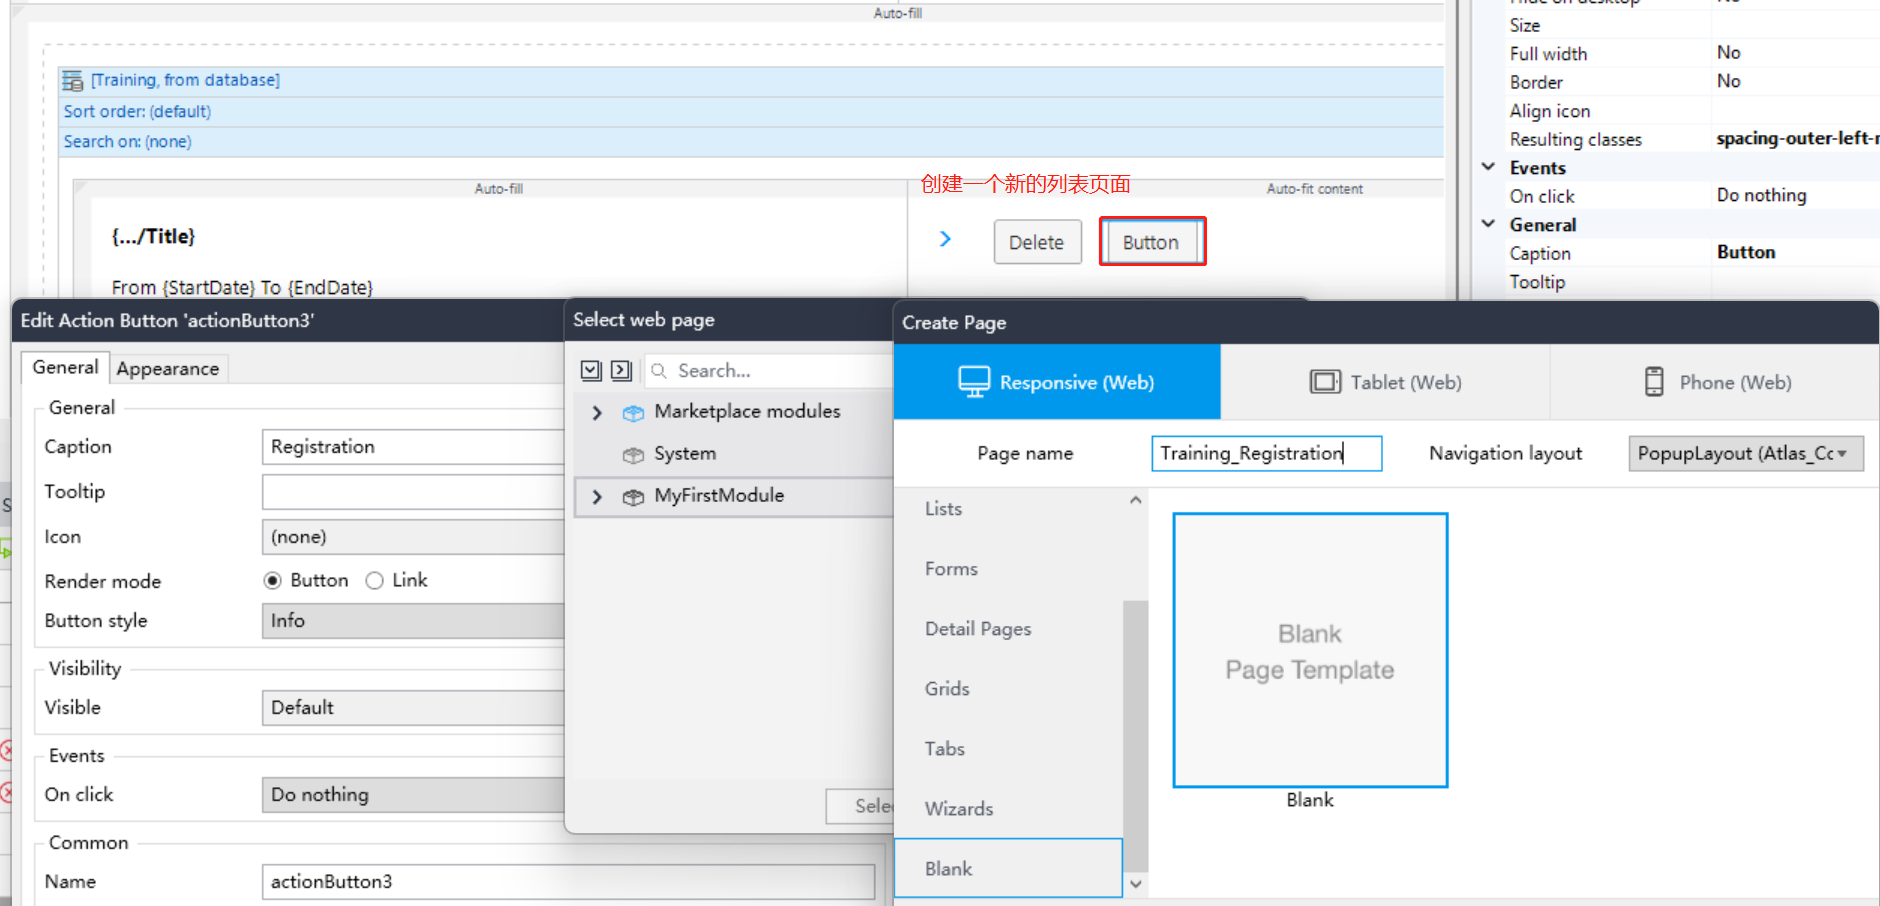 Auto-fill
[Training, from database]
Sort order: (default)
Search on: (none)
Auto-fill
创建一个新的列表页面
Auto-fit content
{.../Title}
Delete
Button
From {StartDate} To {EndDate}
Hide on desktop
No
Size
Full width
No
Border
No
Align icon
Resulting classes
spacing-outer-left-
Events
On click
Do nothing
General
Caption
Button
Tooltip
Edit Action Button 'actionButton3'
General
Appearance
General
Caption
Registration
Tooltip
Icon
(none)
Render mode
Button
Link
Button style
Info
Visibility
Visible
Default
Events
On click
Do nothing
Common
Name
actionButton3
Select web page
Search...
Marketplace modules
System
MyFirstModule
Selec
Create Page
Responsive (Web)
Tablet (Web)
Phone (Web)
Page name
Training_Registration
Navigation layout
PopupLayout (Atlas_Cc
Lists
Forms
Detail Pages
Grids
Tabs
Wizards
Blank
Blank
Page Template
Blank